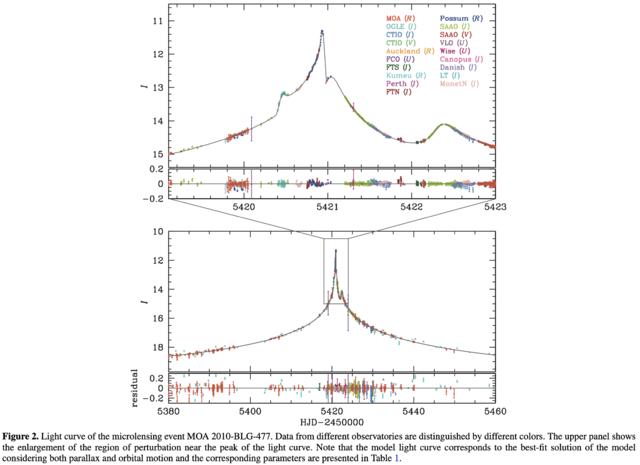 11
12
13
14
15
I
MOA (R) Possum (R)
OGLE (I) SAAO (I)
CTIO (I) SAAO (R)
CTIO (V) VLO (U)
Auckland (R) Wise (U)
FCO (U) Canopus (I)
FTS (I) Danish (I)
Kumeu (R) LT (I)
Perth (I) MonetN (I)
FTN (I)
0.2
0
−0.2
5420 5421 5422 5423
10
12
14
16
18
I
0.2
0
−0.2
residual
5380 5400 5420 5440 5460
HJD−2450000
Figure 2. Light curve of the microlensing event MOA 2010-BLG-477. Data from different observatories are distinguished by different colors. The upper panel shows
the enlargement of the region of perturbation near the peak of the light curve. Note that the model light curve corresponds to the best-fit solution of the model
considering both parallax and orbital motion and the corresponding parameters are presented in Table 1.